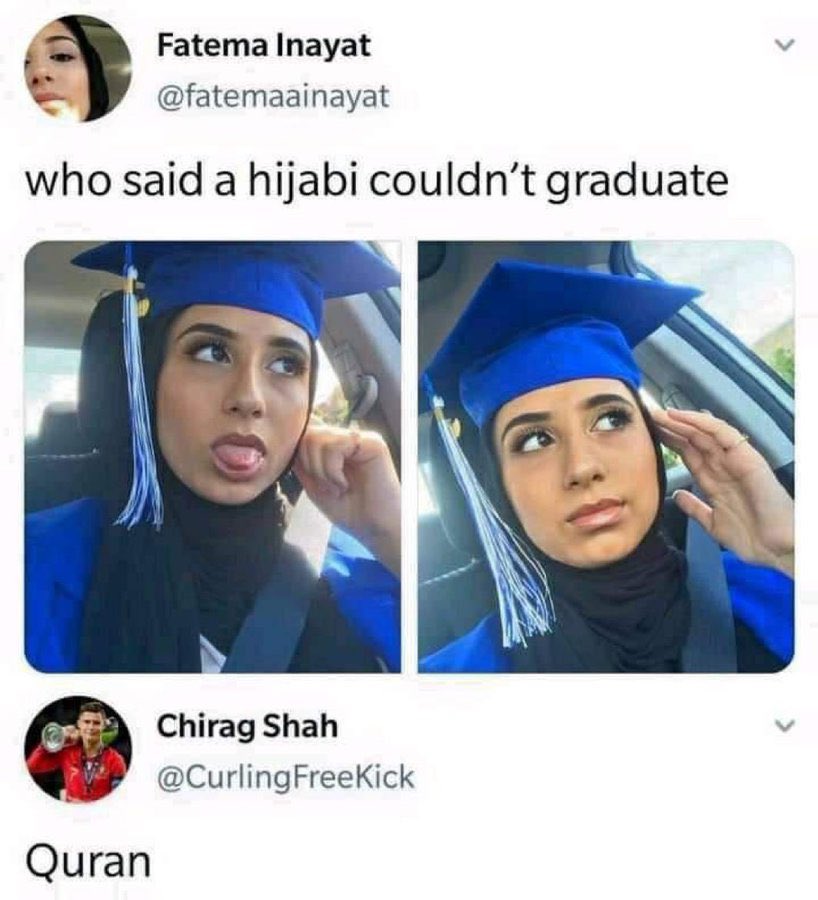 Fatema Inayat
@fatemaainayat
who said a hijabi couldn't graduate
Chirag Shah
@CurlingFreeKick
Quran